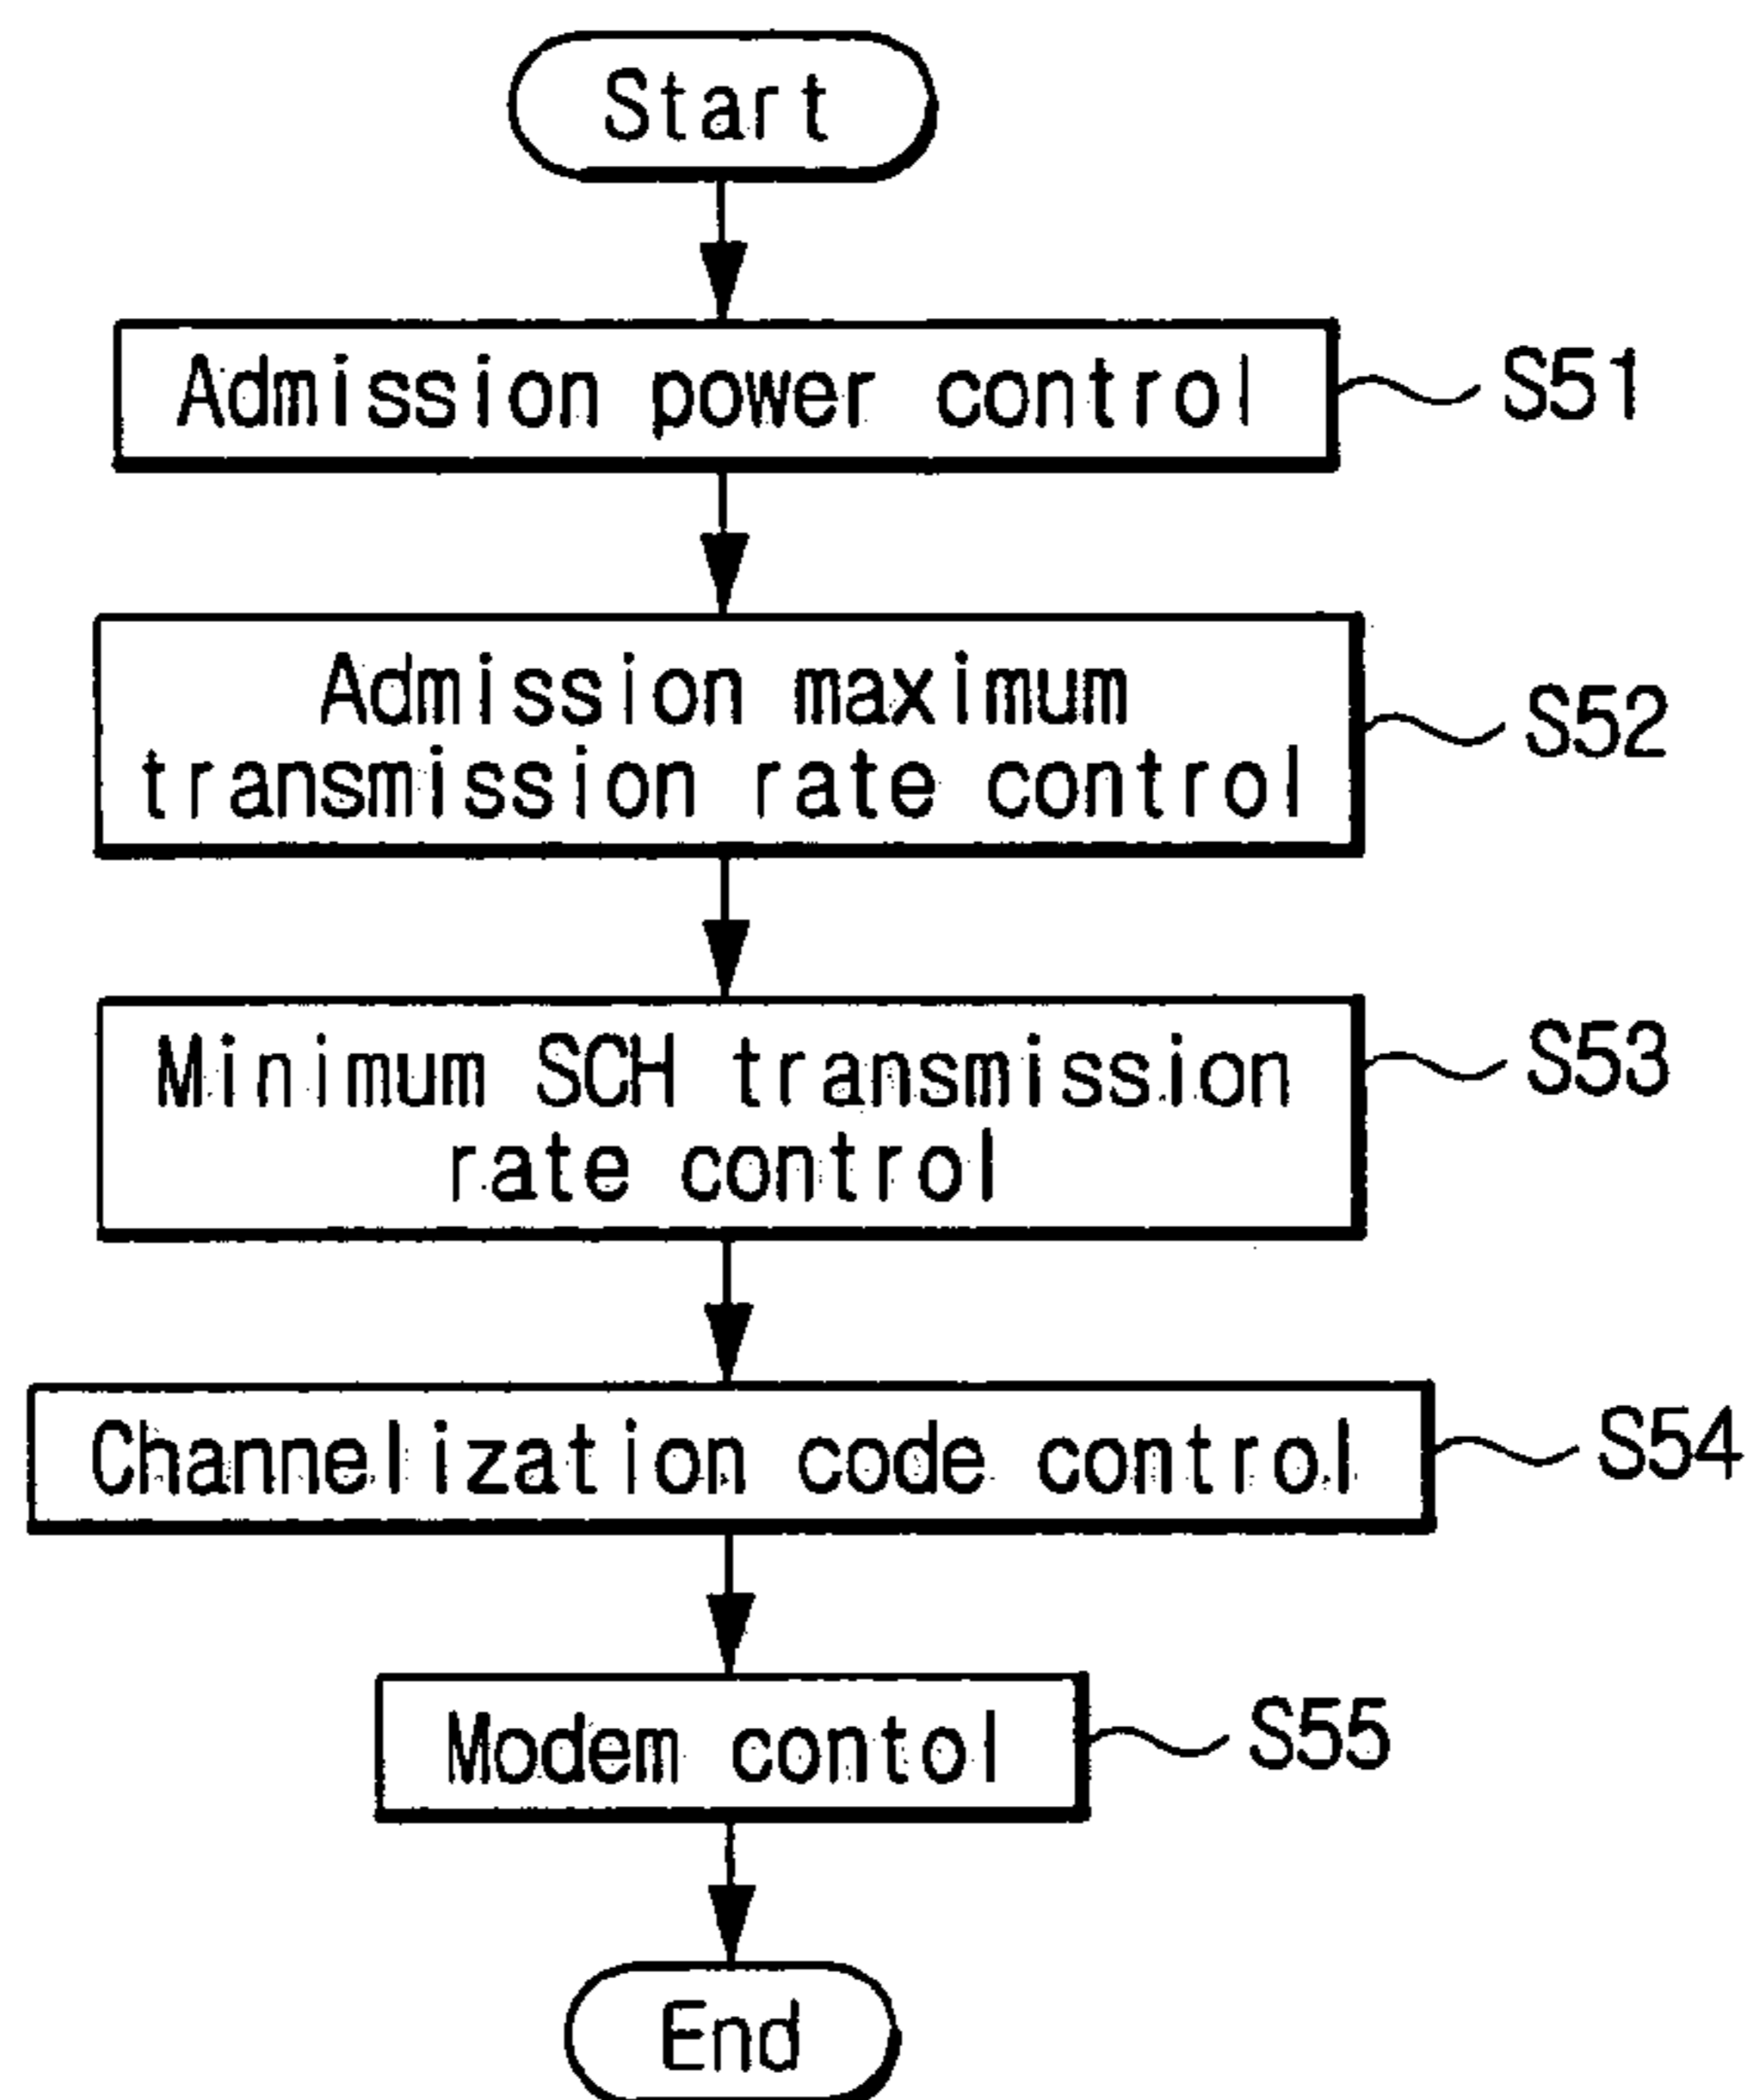 Start
Admission power control
S51
Admission maximum
transmission rate control
S52
Minimum SCH transmission
rate control
S53
Channelization code control
S54
Modem contol
S55
End